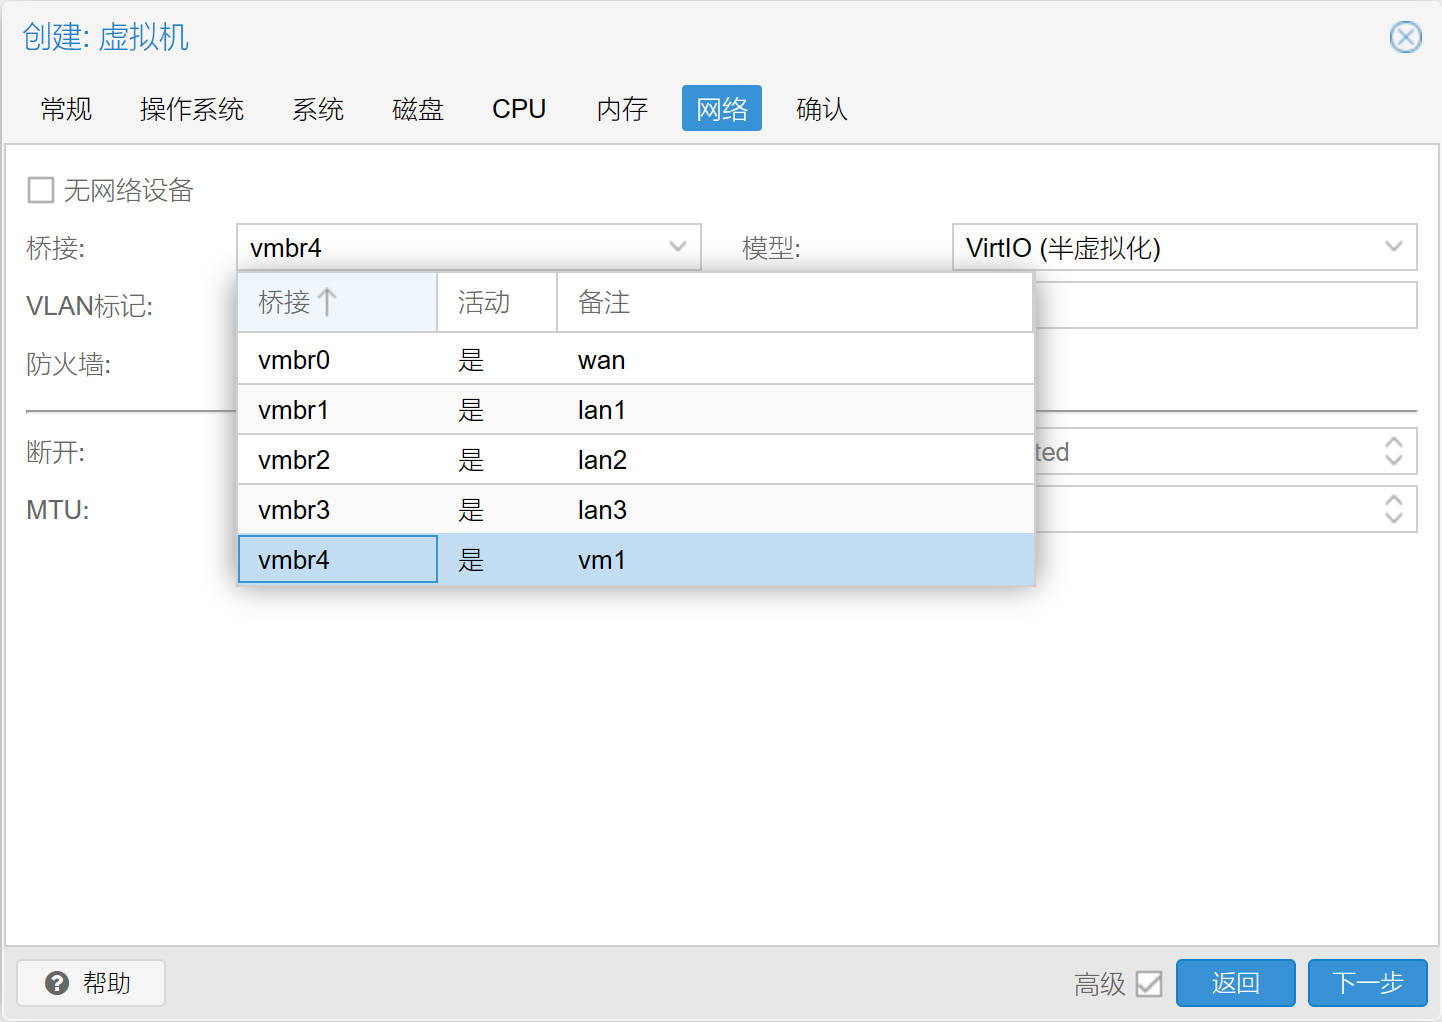 创建: 虚拟机
常规 操作系统 系统 磁盘 CPU 内存 网络 确认
无网络设备
桥接: vmbr4 模型: VirtIO (半虚拟化)
VLAN标记:
防火墙:
断开: ted
MTU:
桥接 活动 备注
vmbr0 是 wan
vmbr1 是 lan1
vmbr2 是 lan2
vmbr3 是 lan3
vmbr4 是 vm1
帮助 高级 返回 下一步